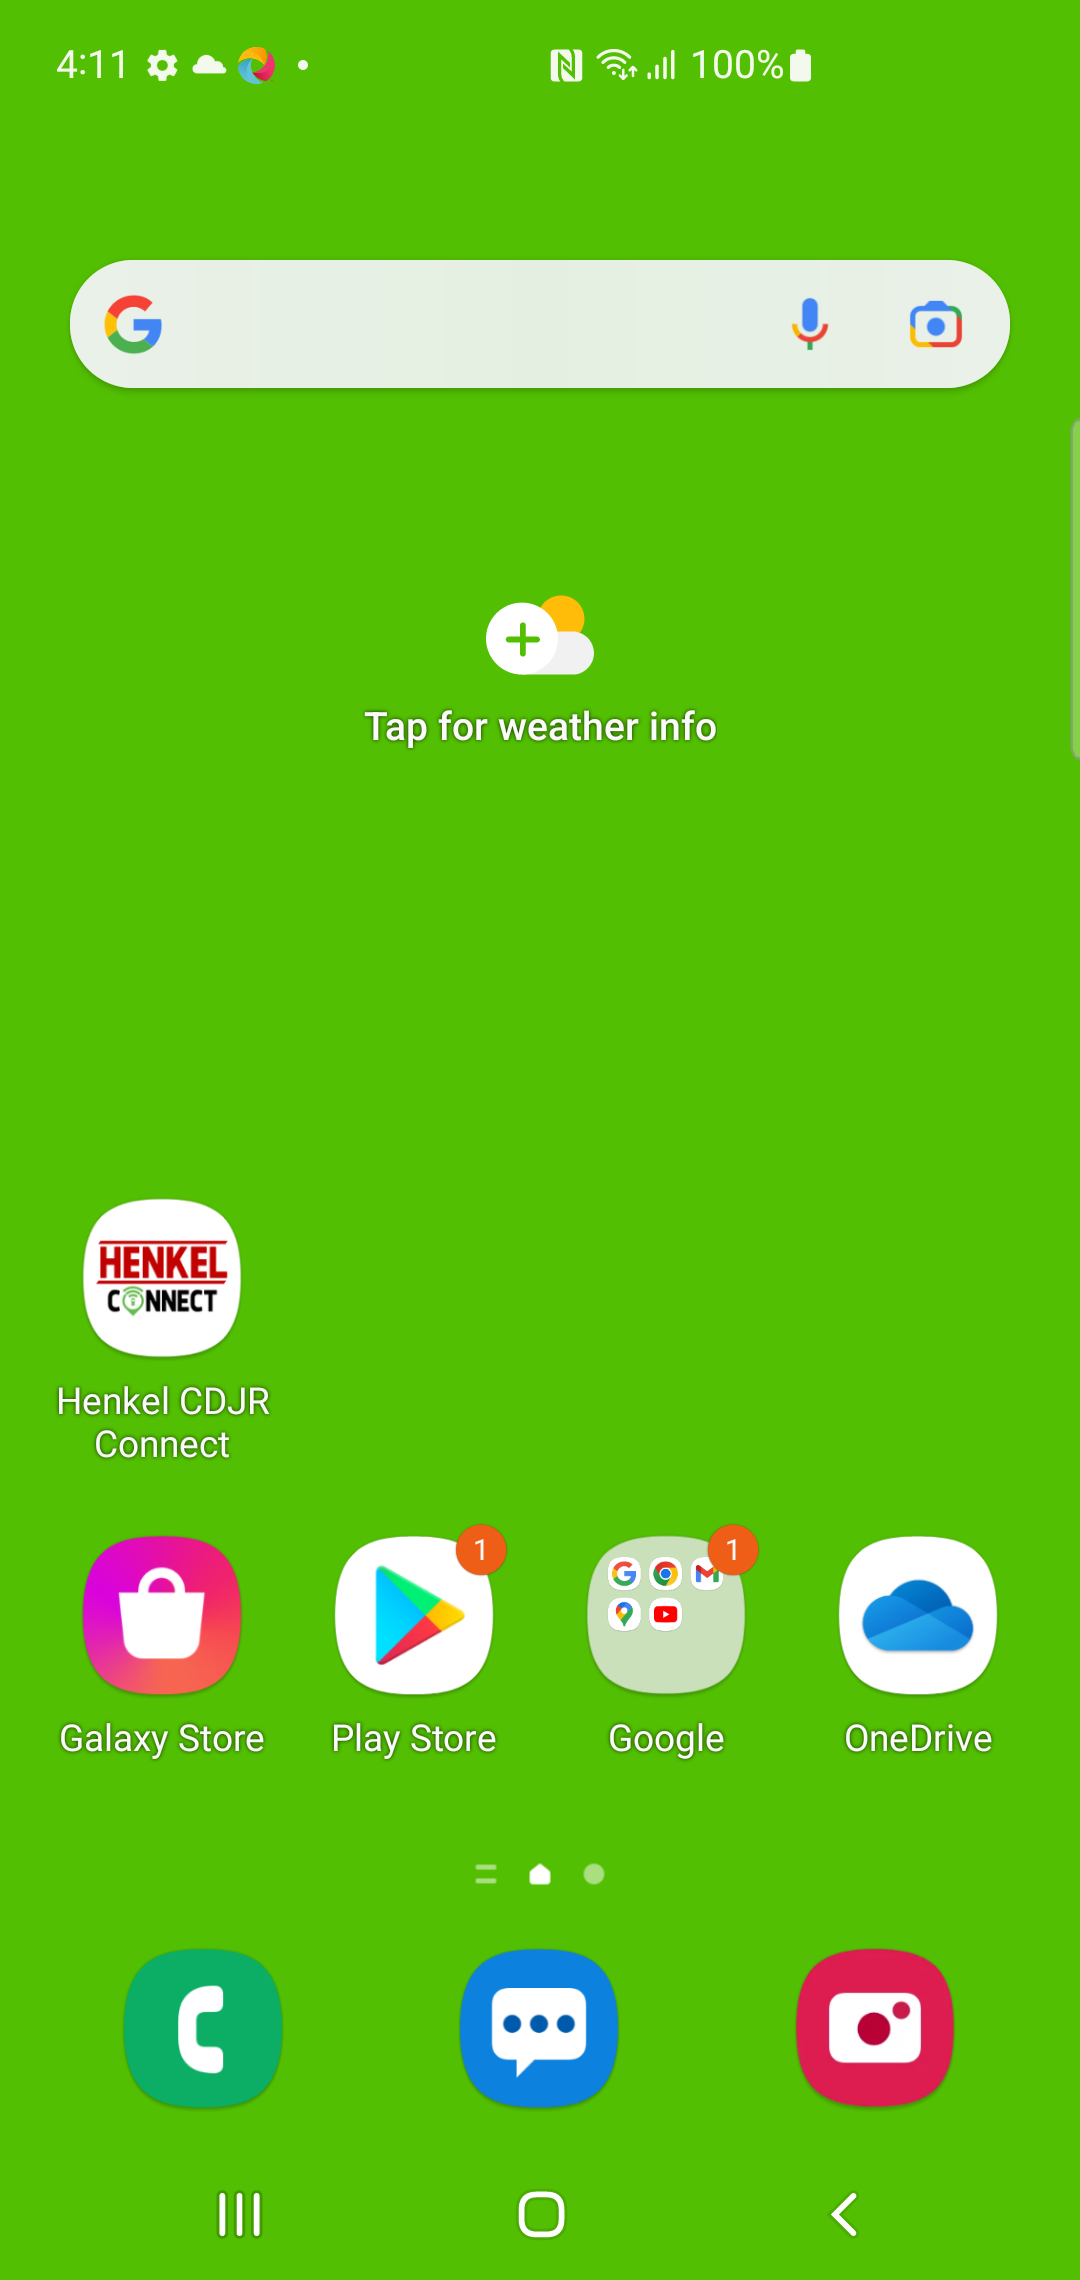 4:11
100%
Tap for weather info
HENKEL
CONNECT
Henkel CDJR
Connect
1
1
Galaxy Store
Play Store
Google
OneDrive